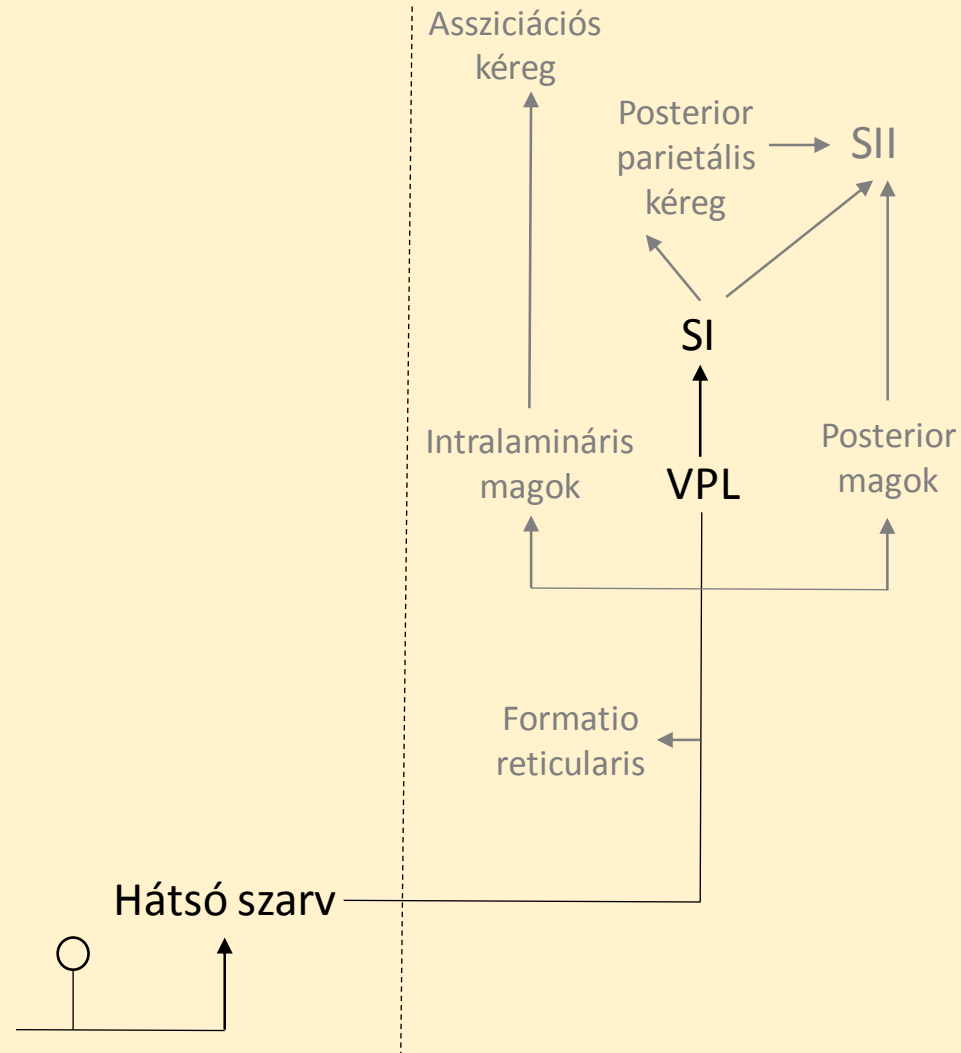 Assziciációs
kéreg
Posterior
parietális
kéreg
SII
SI
Intralamináris
magok
VPL
Posterior
magok
Formatio
reticularis
Hátsó szarv